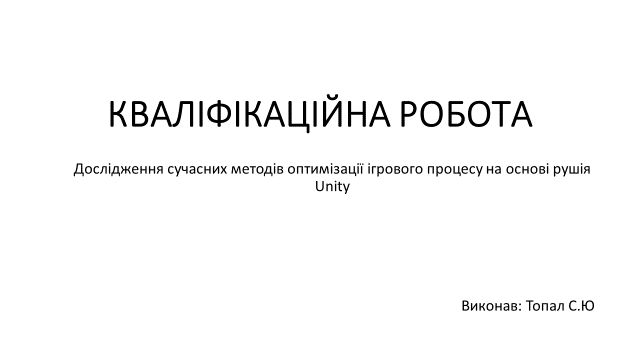 КВАЛІФІКАЦІЙНА РОБОТА
Дослідження сучасних методів оптимізації ігрового процесу на основі рушія
Unity
Виконав: Топал С.Ю